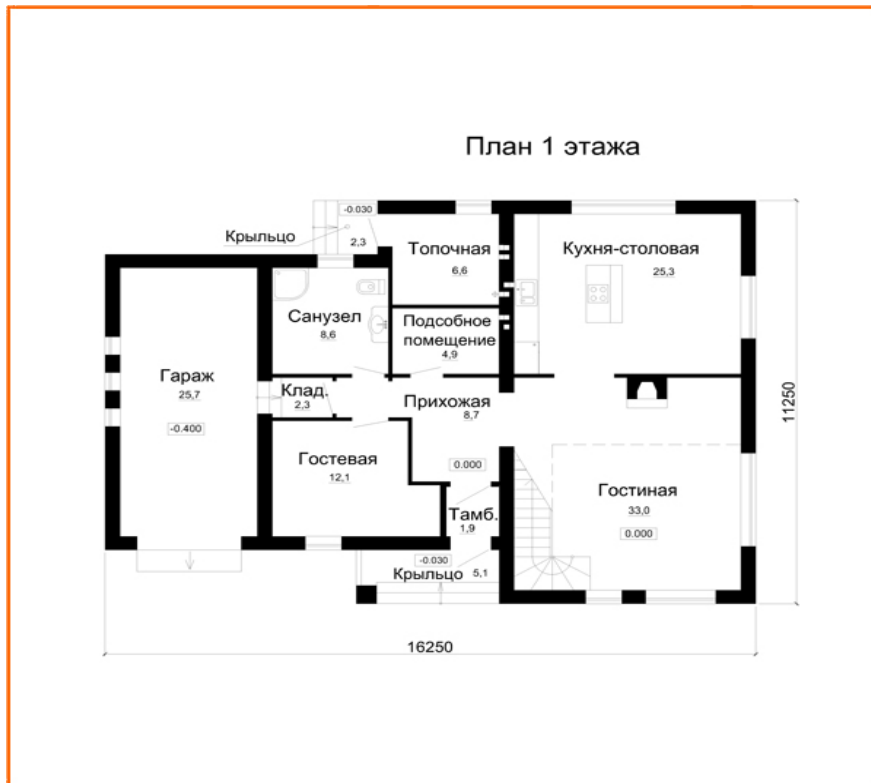 План 1 этажа
-0.030
Крыльцо
2,3
Топочная
6,6
Кухня-столовая
25,3
Санузел
8,6
Подсобное
помещение
4,9
Гараж
25,7
-0.400
Клад.
2,3
Прихожая
8,7
0.000
Гостевая
12,1
Гостиная
33,0
0.000
Тамб.
1,9
-0.030
Крыльцо 5,1
11250
16250